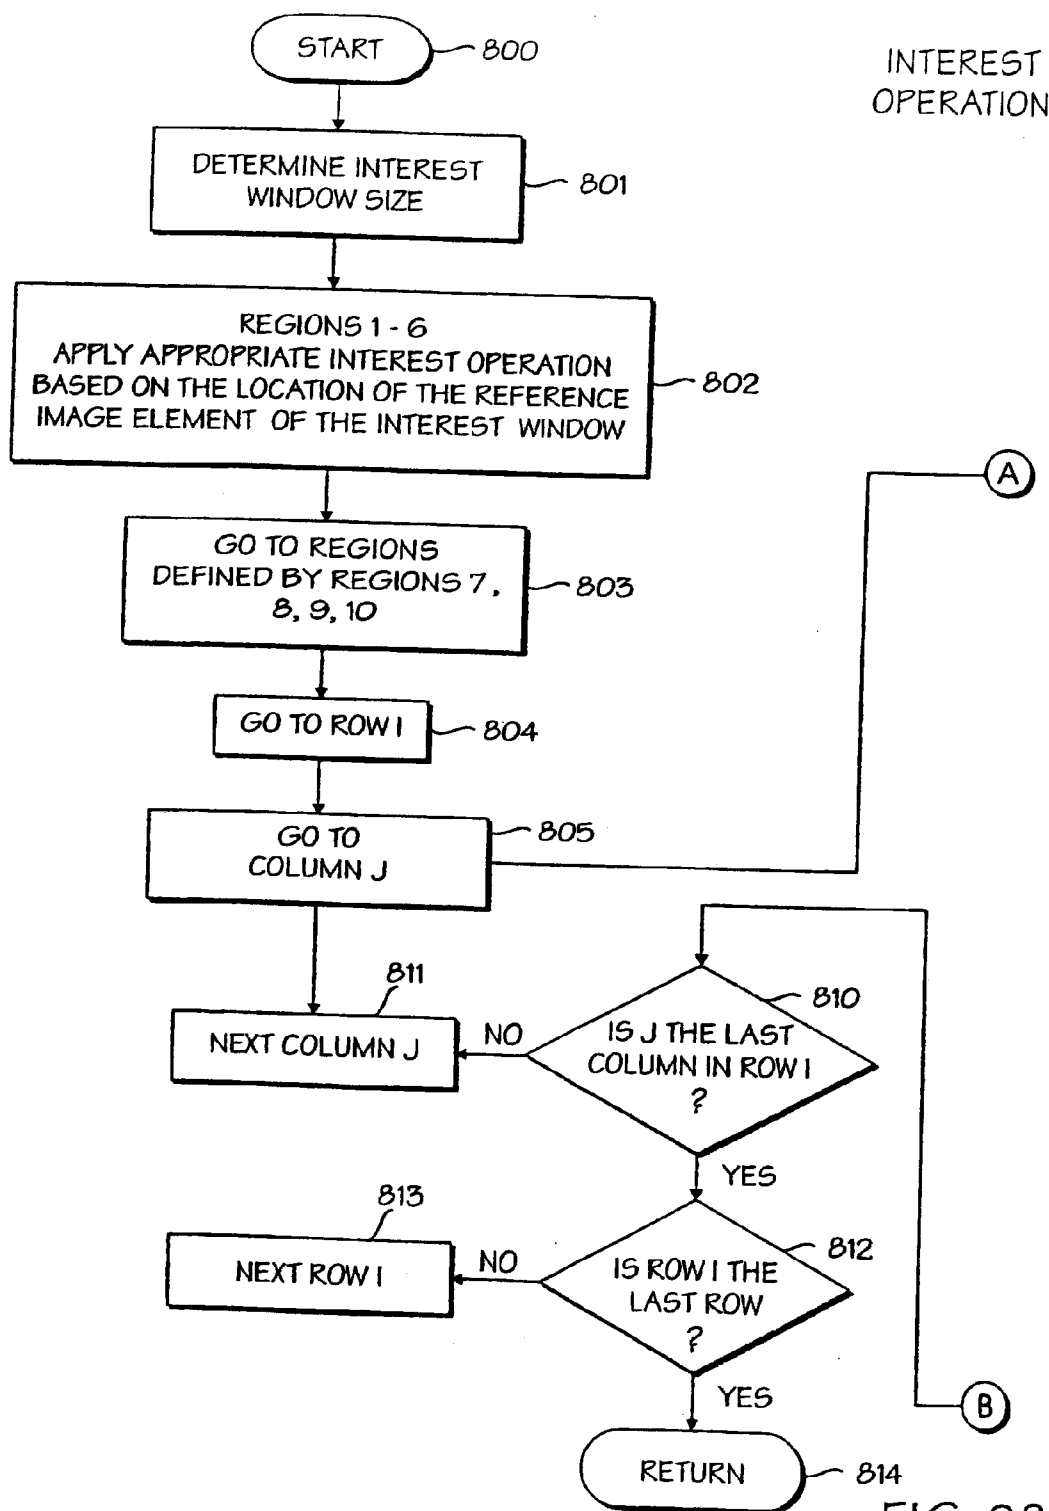 START
800
INTEREST
OPERATION
DETERMINE INTEREST
WINDOW SIZE
801
REGIONS 1 - 6
APPLY APPROPRIATE INTEREST OPERATION
BASED ON THE LOCATION OF THE REFERENCE
IMAGE ELEMENT OF THE INTEREST WINDOW
802
A
GO TO REGIONS
DEFINED BY REGIONS 7,
8, 9, 10
803
GO TO ROW I
804
GO TO
COLUMN J
805
811
NEXT COLUMN J
NO
IS J THE LAST
COLUMN IN ROW I
?
810
YES
813
NEXT ROW I
NO
IS ROW I THE
LAST ROW
?
812
YES
B
RETURN
814